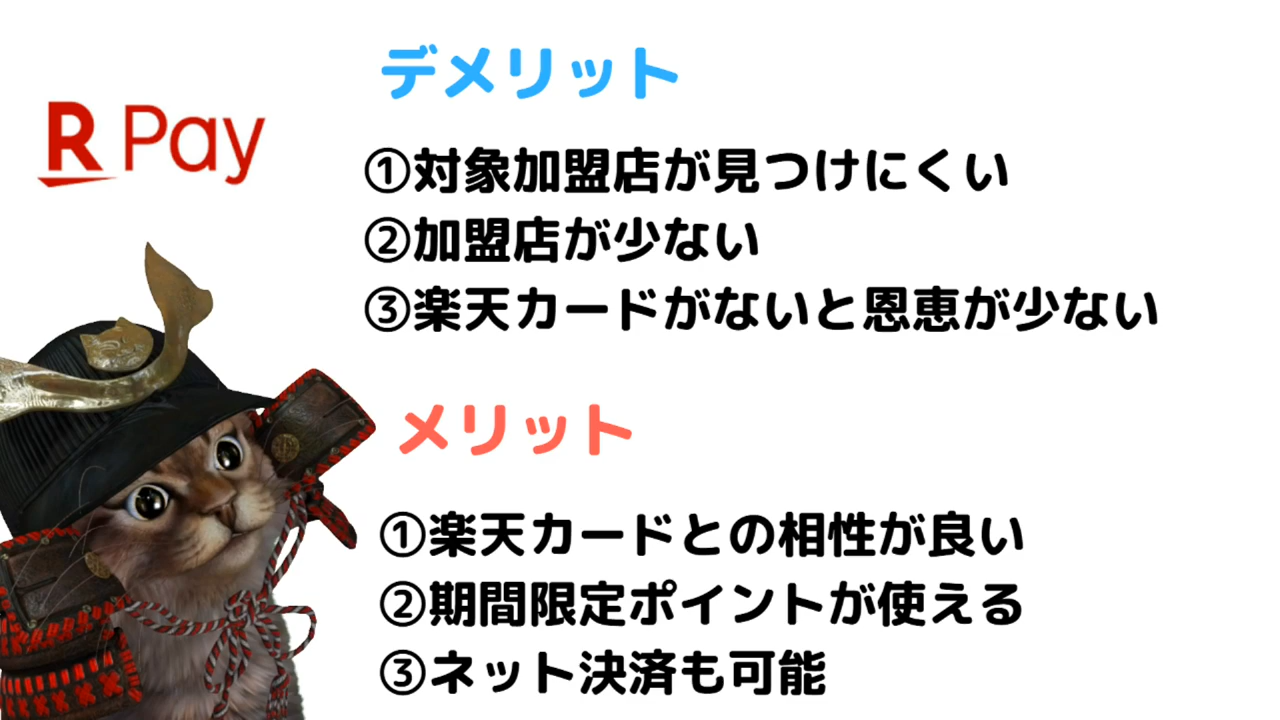 R Pay
デメリット
①対象加盟店が見つけにくい
②加盟店が少ない
③楽天カードがないと恩恵が少ない
メリット
①楽天カードとの相性が良い
②期間限定ポイントが使える
③ネット決済も可能